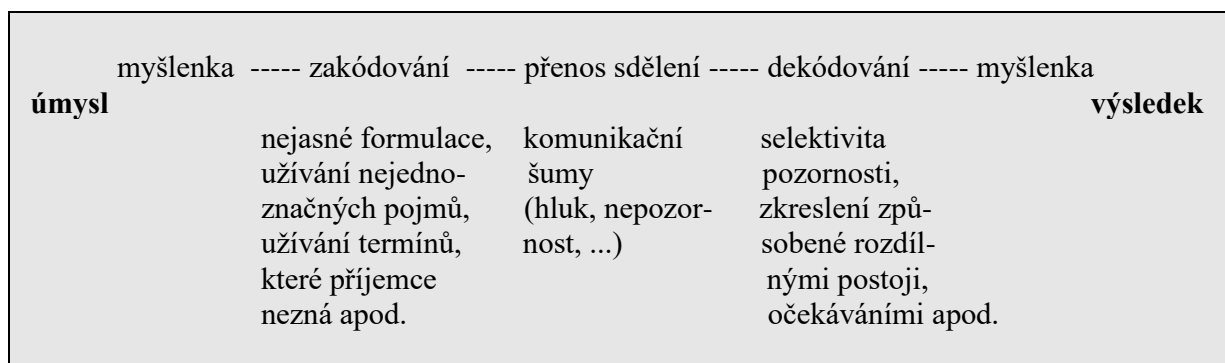 myšlenka ----- zakódování ----- přenos sdělení ----- dekódování ----- myšlenka
úmysl výsledek
nejasné formulace, komunikační selektivita
užívání nejedno- šumy pozornosti,
značných pojmů, (hluk, nepozor- zkreslení způ-
užívání termínů, nost, ...) sobené rozdíl-
které příjemce nými postoji,
nezná apod. očekáváními apod.